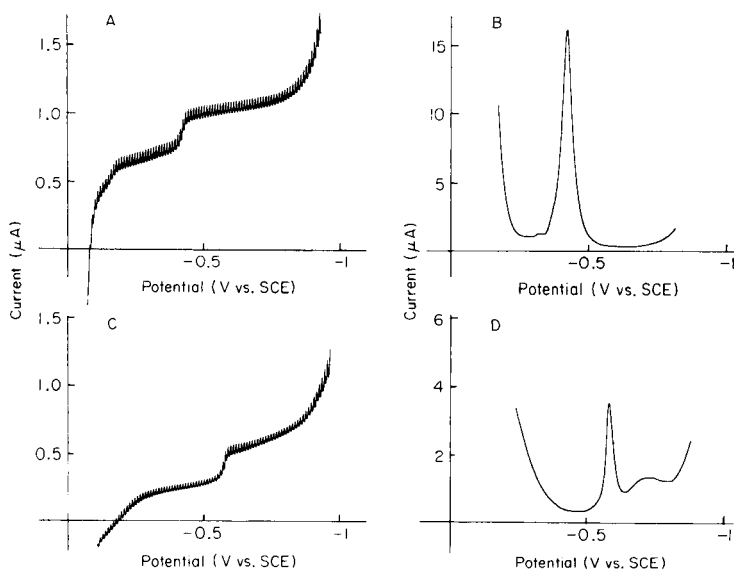 A
1.5
1.0
0.5
-0.5
-1
Potential (V vs. SCE)
B
15
10
5
-0.5
-1
Potential (V vs. SCE)
Current (μA)
C
1.5
1.0
0.5
-0.5
-1
Potential (V vs. SCE)
D
6
4
2
-0.5
-1
Potential (V vs. SCE)